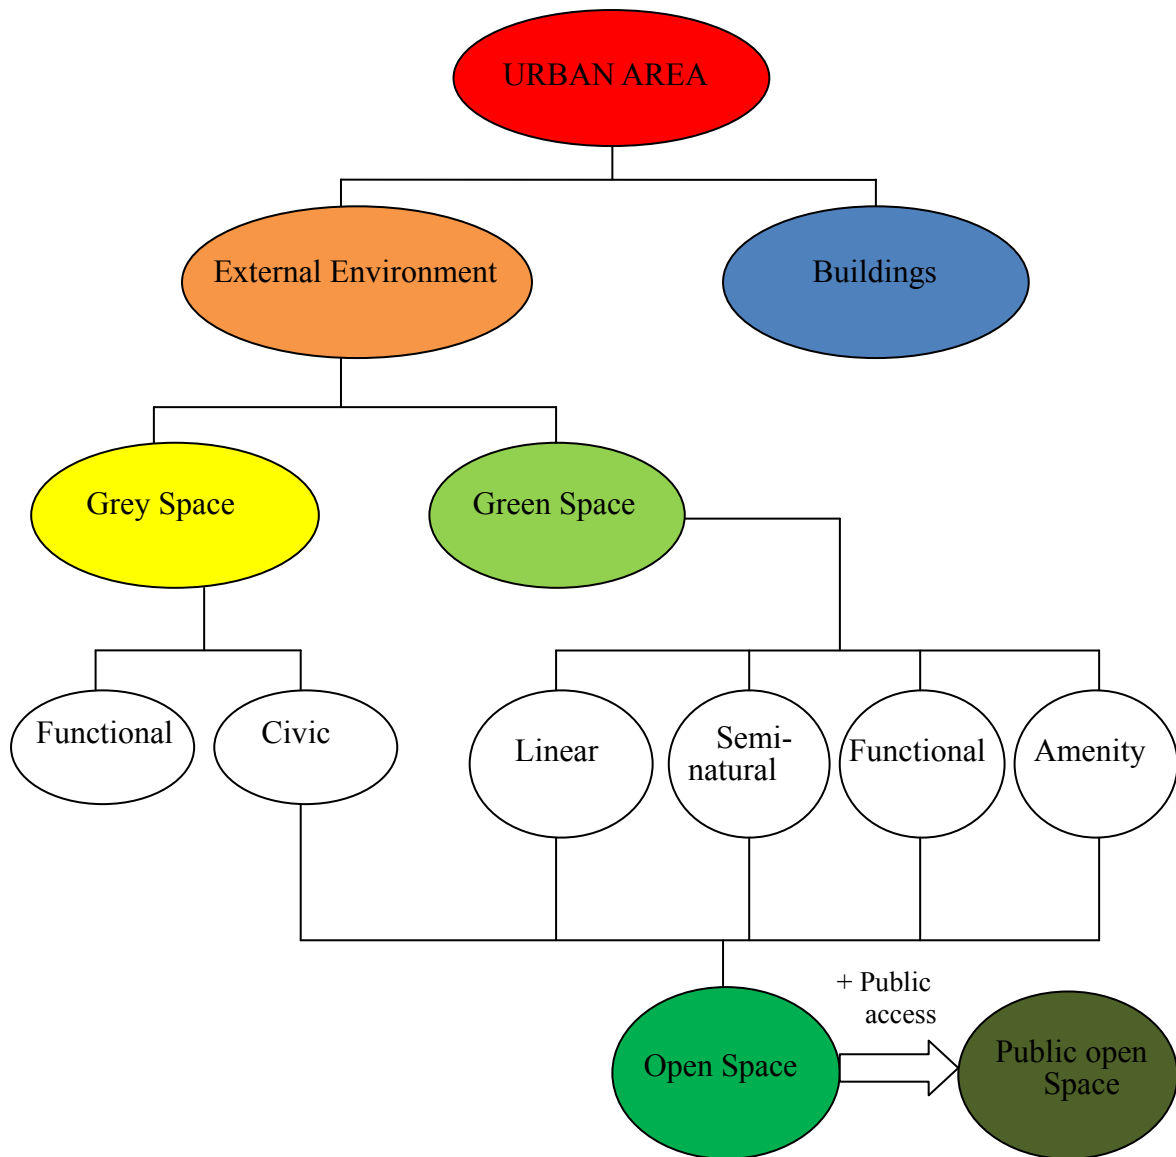 URBAN AREA
External Environment
Buildings
Grey Space
Green Space
Functional
Civic
Linear
Semi-
natural
Functional
Amenity
+ Public
access
Open Space
Public open
Space